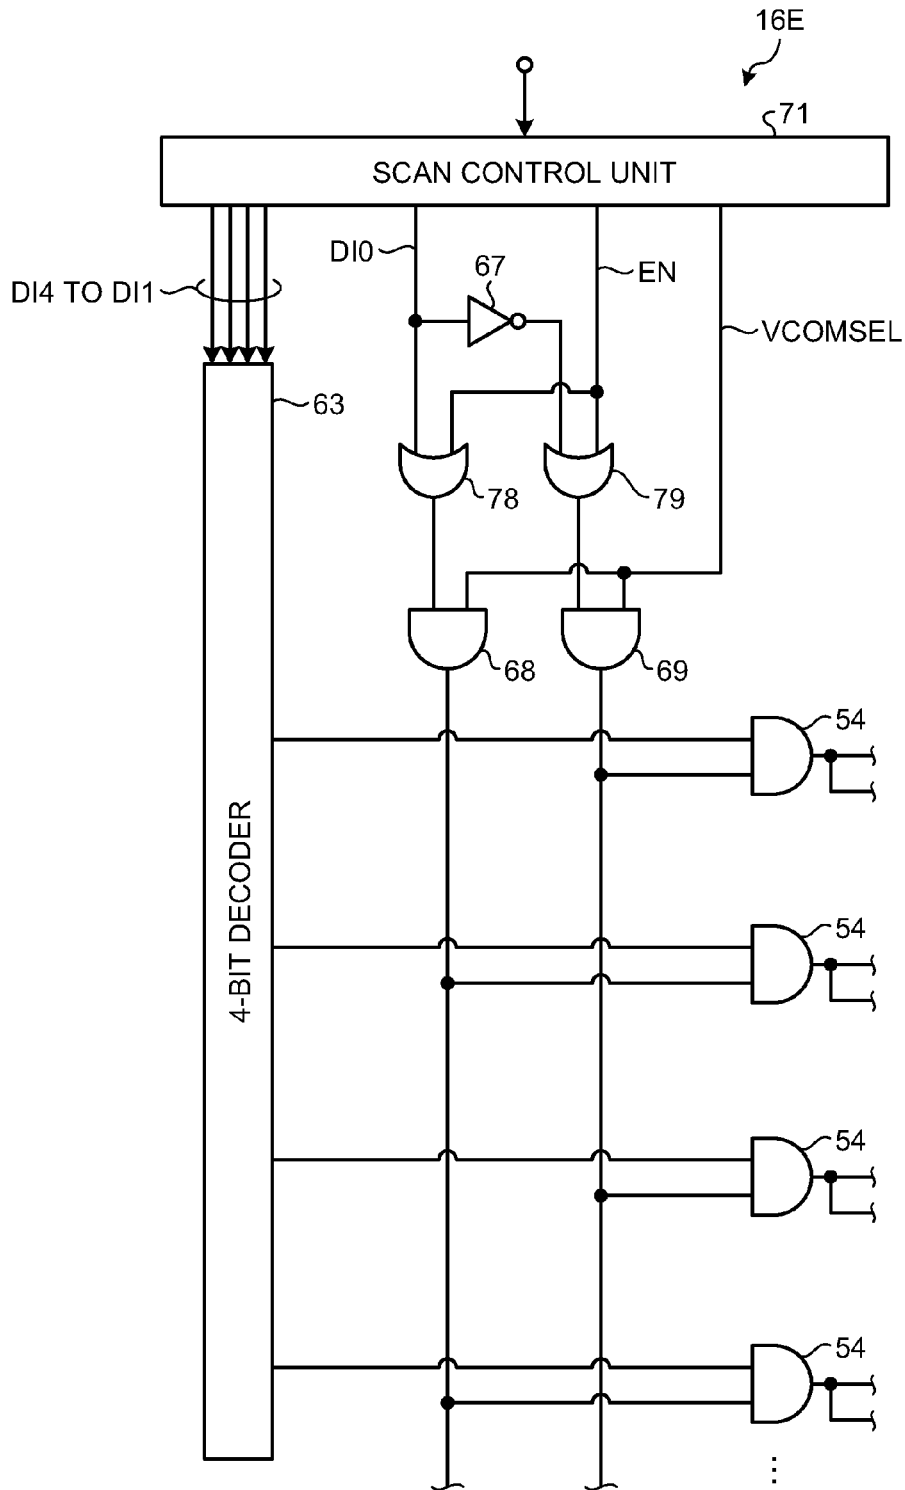 16E
71
SCAN CONTROL UNIT
DI0
67
EN
DI4 TO DI1
VCOMSEL
63
78
79
68
69
54
4-BIT DECODER
54
54
54